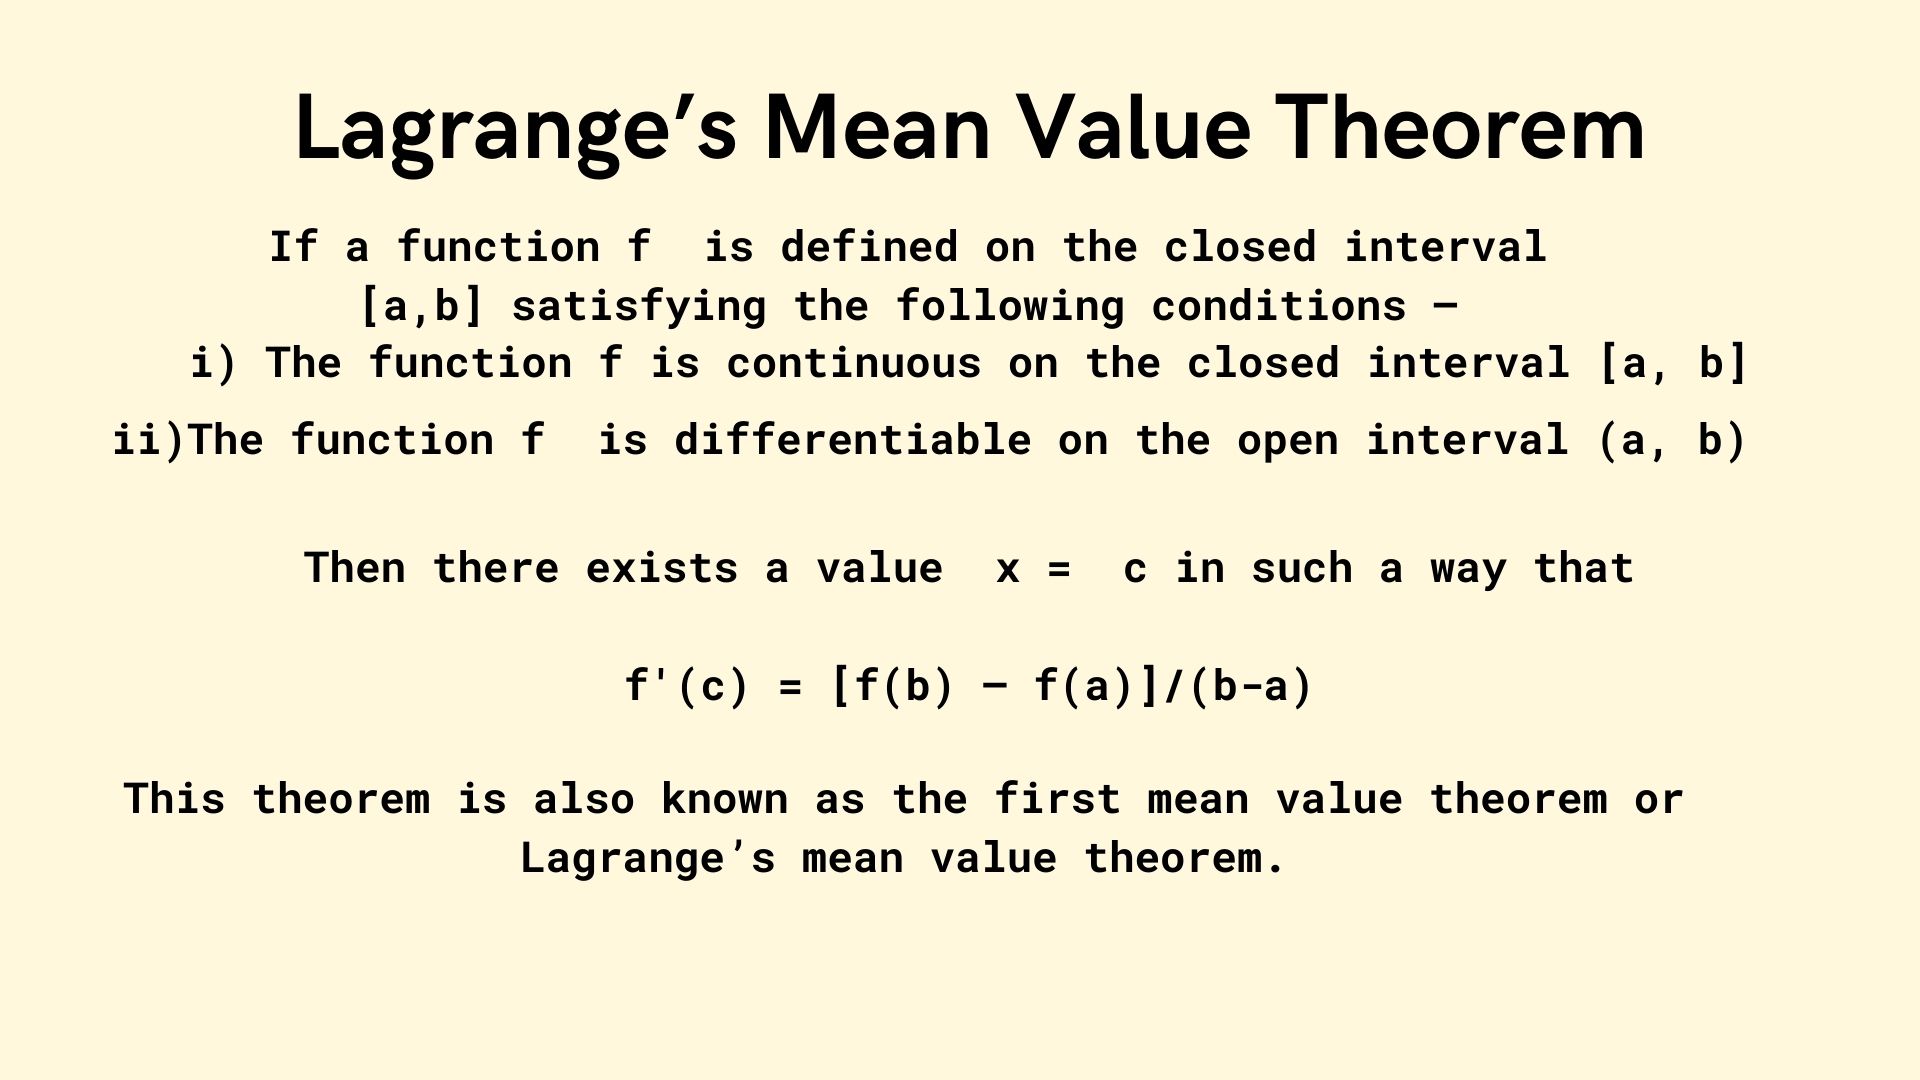 Lagrange’s Mean Value Theorem
If a function f  is defined on the closed interval
[a,b] satisfying the following conditions –
i) The function f is continuous on the closed interval [a, b]
ii)The function f  is differentiable on the open interval (a, b)
Then there exists a value  x =  c in such a way that
f'(c) = [f(b) – f(a)]/(b-a)
This theorem is also known as the first mean value theorem or
Lagrange’s mean value theorem.